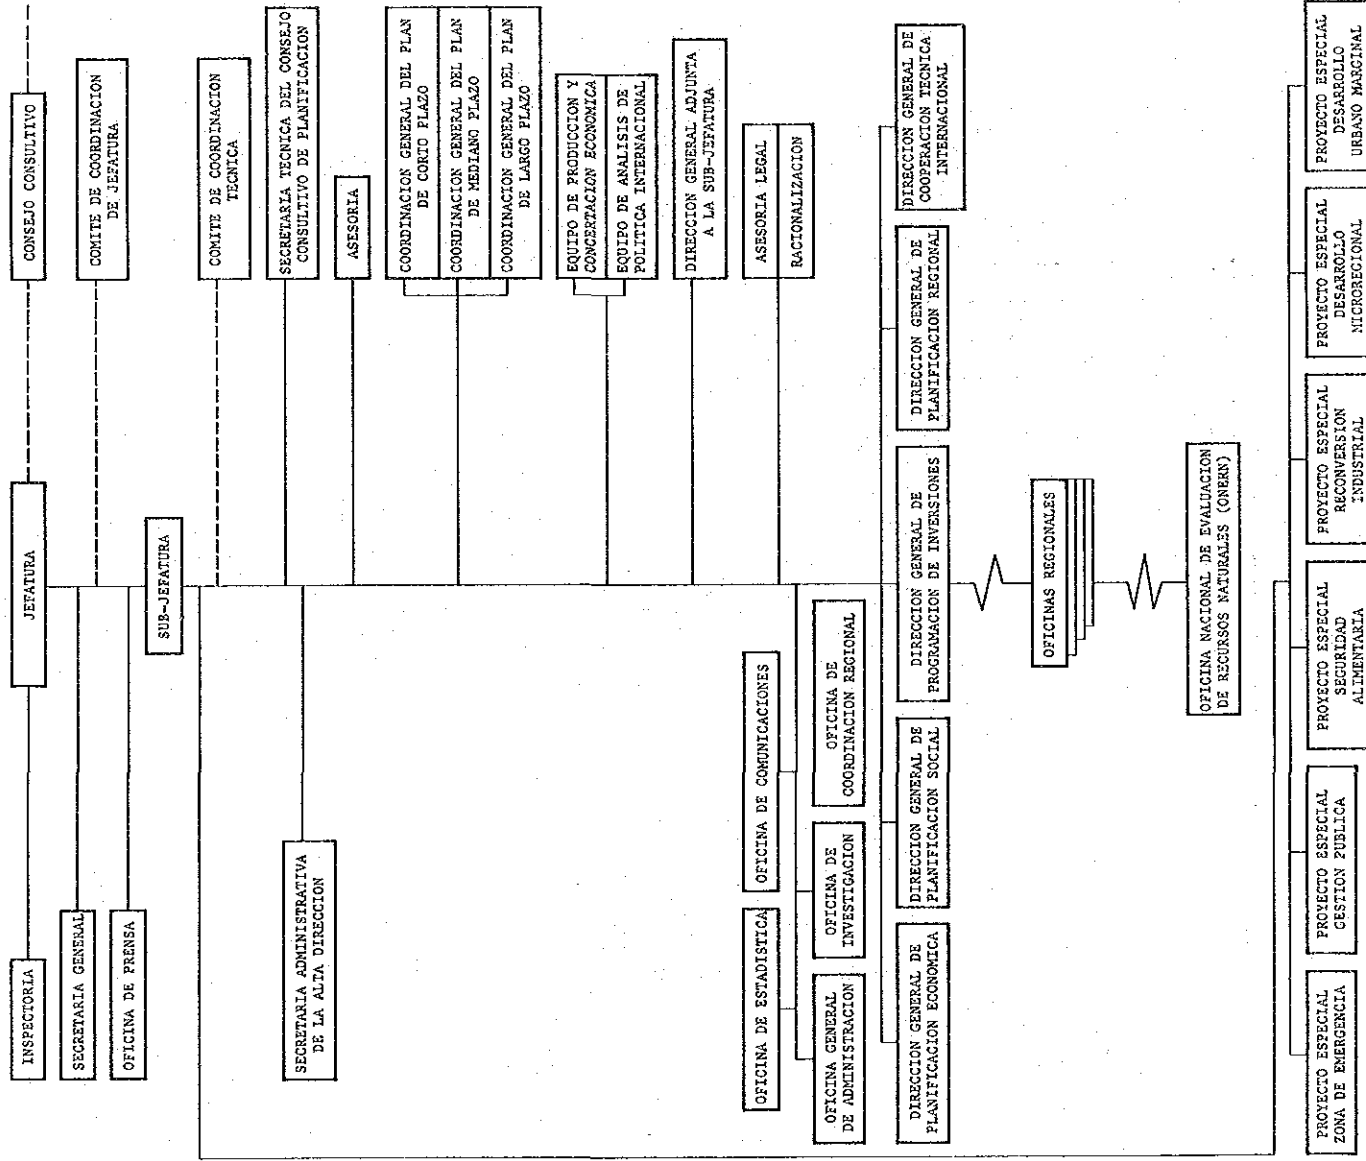 CONSEJO CONSULTIVO
JEFATURA
INSPECTORIA
COMITE DE COORDINACION
DE JEFATURA
SECRETARIA GENERAL
OFICINA DE PRENSA
SUB-JEFATURA
COMITE DE COORDINACION
TECNICA
SECRETARIA TECNICA DEL CONSEJO
CONSULTIVO DE PLANIFICACION
SECRETARIA ADMINISTRATIVA
DE LA ALTA DIRECCION
ASESORIA
COORDINACION GENERAL DEL PLAN
DE CORTO PLAZO
COORDINACION GENERAL DEL PLAN
DE MEDIANO PLAZO
COORDINACION GENERAL DEL PLAN
DE LARGO PLAZO
EQUIPO DE PRODUCCION Y
CONCERTACION ECONOMICA
EQUIPO DE ANALISIS DE
POLITICA INTERNACIONAL
DIRECCION GENERAL ADJUNTA
A LA SUB-JEFATURA
ASESORIA LEGAL
RACIONALIZACION
OFICINA DE ESTADISTICA
OFICINA DE COMUNICACIONES
OFICINA GENERAL
DE ADMINISTRACION
OFICINA DE
INVESTIGACION
OFICINA DE
COORDINACION REGIONAL
DIRECCION GENERAL DE
PLANIFICACION ECONOMICA
DIRECCION GENERAL DE
PLANIFICACION SOCIAL
DIRECCION GENERAL DE
PROGRAMACION DE INVERSIONES
DIRECCION GENERAL DE
PLANIFICACION REGIONAL
DIRECCION GENERAL DE
COOPERACION TECNICA
INTERNACIONAL
OFICINAS REGIONALES
OFICINA NACIONAL DE EVALUACION
DE RECURSOS NATURALES (ONERN)
PROYECTO ESPECIAL
ZONA DE EMERGENCIA
PROYECTO ESPECIAL
GESTION PUBLICA
PROYECTO ESPECIAL
SEGURIDAD
ALIMENTARIA
PROYECTO ESPECIAL
RECONVERSION
INDUSTRIAL
PROYECTO ESPECIAL
DESARROLLO
MICROREGIONAL
PROYECTO ESPECIAL
DESARROLLO
URBANO MARGINAL